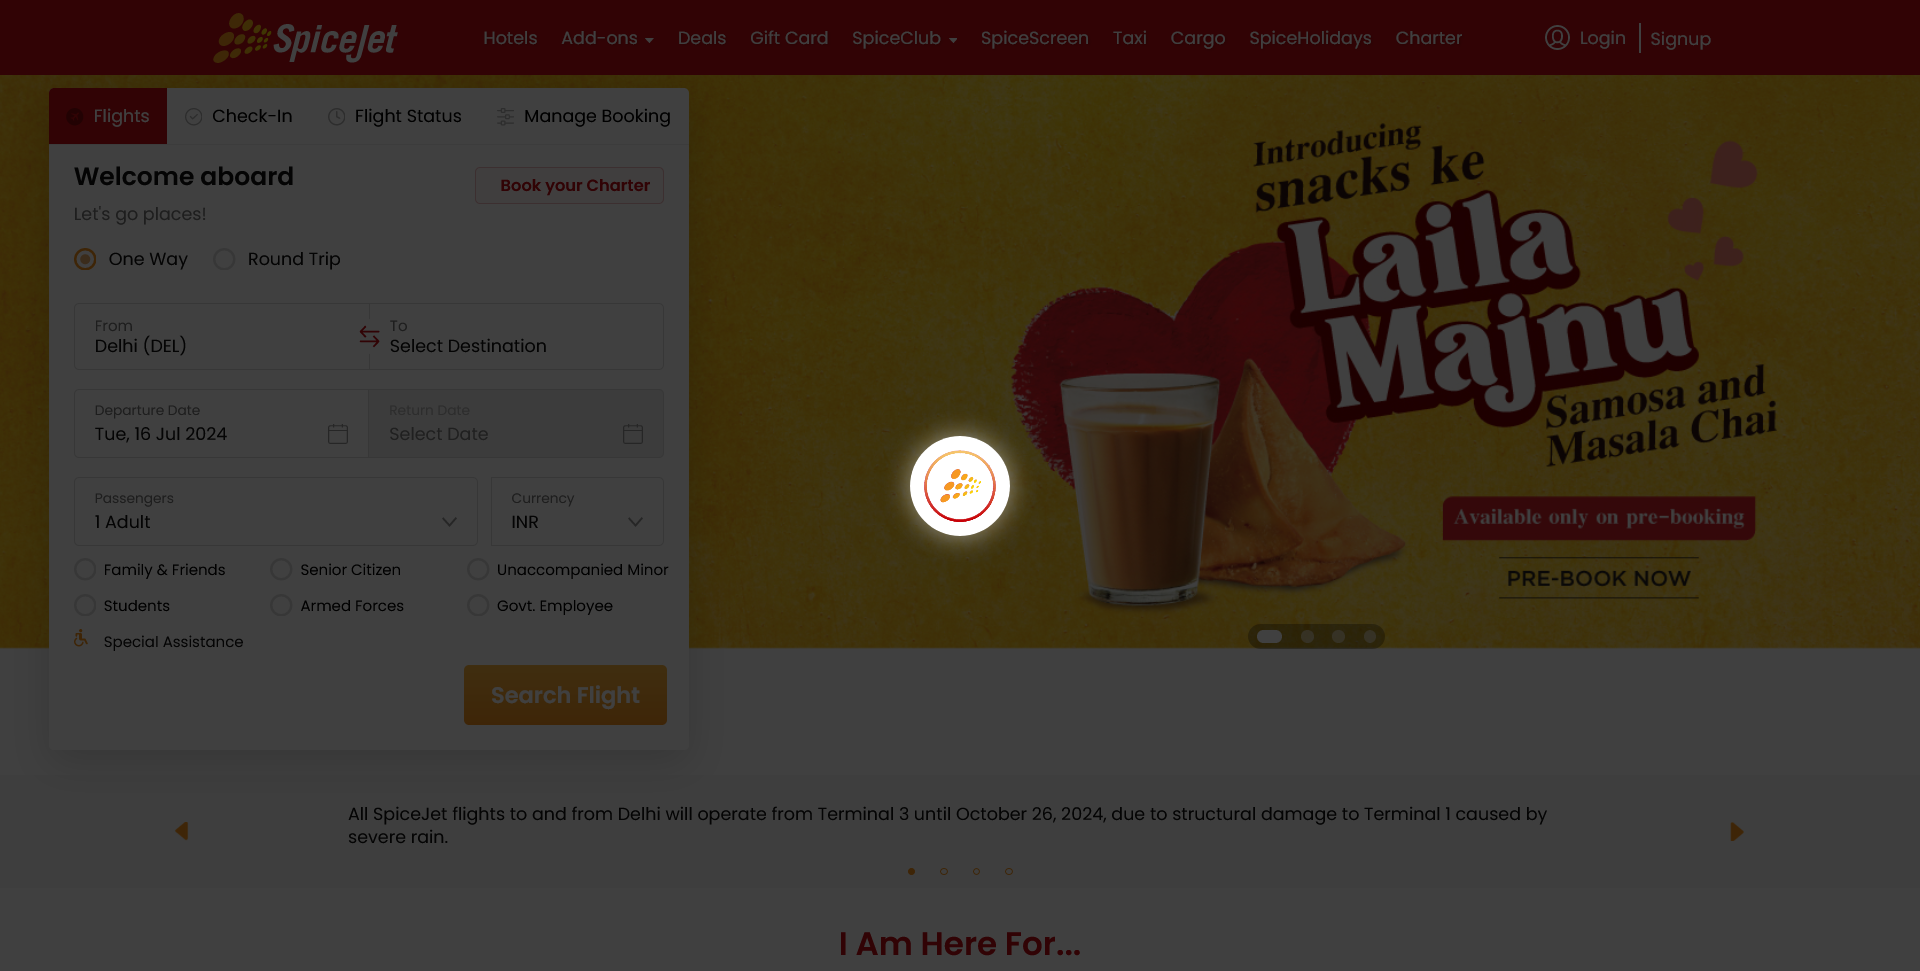 SpiceJet
Hotels Add-ons Deals Gift Card SpiceClub SpiceScreen Taxi Cargo SpiceHolidays Charter Login Signup
Flights Check-In Flight Status Manage Booking
Welcome aboard
Book your Charter
Let's go places!
One Way Round Trip
From
Delhi (DEL)
To
Select Destination
Departure Date
Tue, 16 Jul 2024
Return Date
Select Date
Passengers
1 Adult
Currency
INR
Family & Friends Senior Citizen Unaccompanied Minor
Students Armed Forces Govt. Employee
Special Assistance
Search Flight
Introducing
snacks ke
Laila
Majnu
Samosa and
Masala Chai
Available only on pre-booking
PRE-BOOK NOW
All SpiceJet flights to and from Delhi will operate from Terminal 3 until October 26, 2024, due to structural damage to Terminal 1 caused by
severe rain.
I Am Here For...